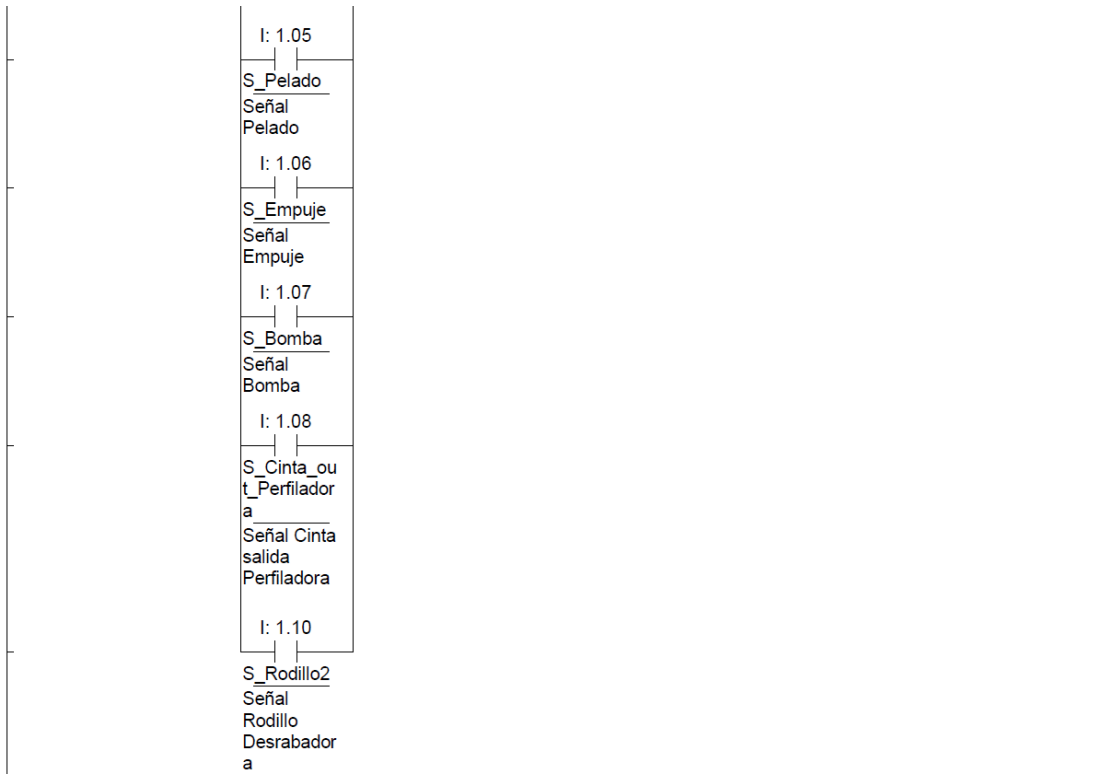 I: 1.05
S_Pelado
Señal
Pelado
I: 1.06
S_Empuje
Señal
Empuje
I: 1.07
S_Bomba
Señal
Bomba
I: 1.08
S_Cinta_ou
t_Perfilador
a
Señal Cinta
salida
Perfiladora
I: 1.10
S_Rodillo2
Señal
Rodillo
Desrabador
a